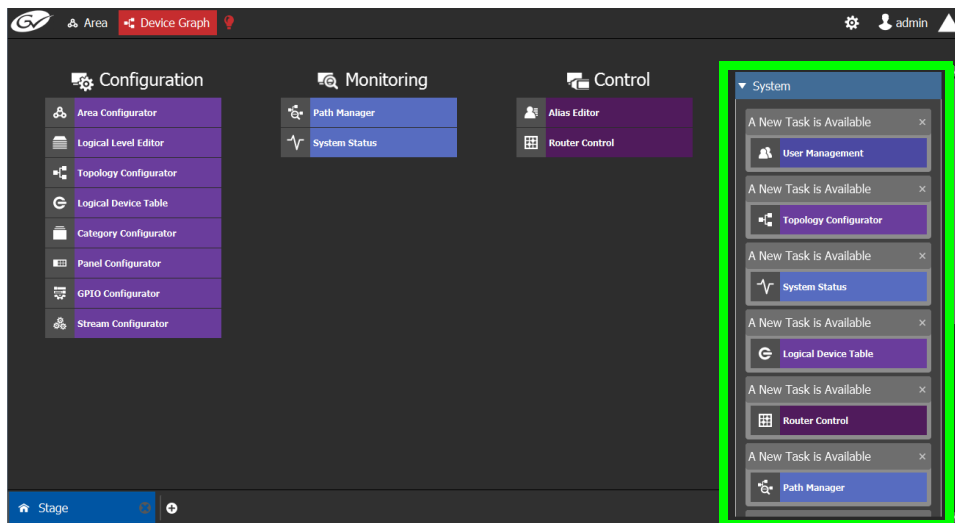 GV
Area
Device Graph
admin
Configuration
Area Configurator
Logical Level Editor
Topology Configurator
Logical Device Table
Category Configurator
Panel Configurator
GPIO Configurator
Stream Configurator
Monitoring
Path Manager
System Status
Control
Alias Editor
Router Control
System
A New Task is Available
User Management
A New Task is Available
Topology Configurator
A New Task is Available
System Status
A New Task is Available
Logical Device Table
A New Task is Available
Router Control
A New Task is Available
Path Manager
Stage